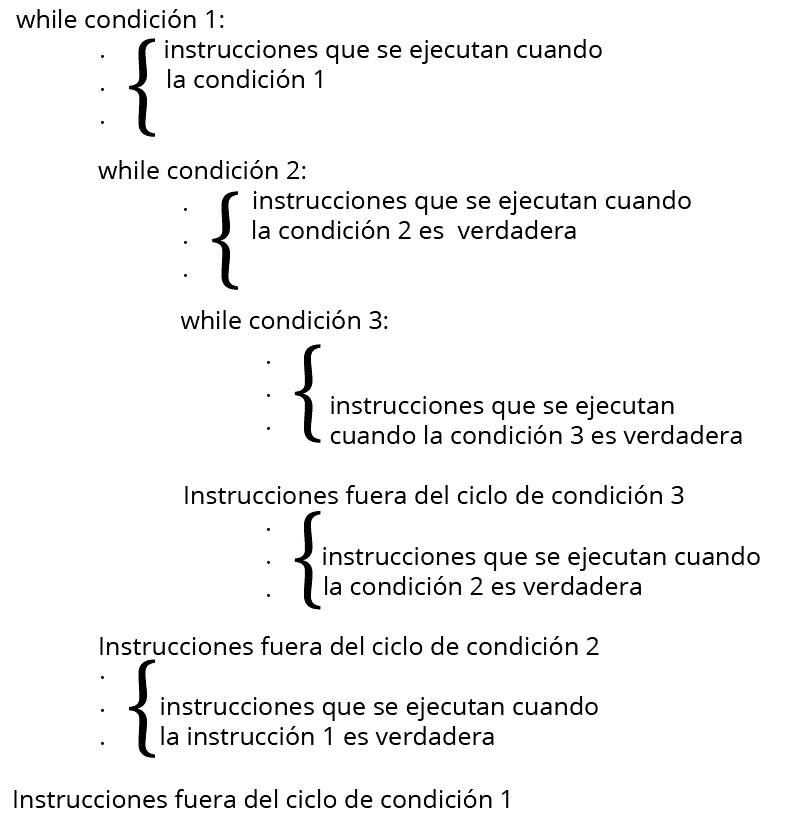 while condición 1:
instrucciones que se ejecutan cuando
la condición 1
while condición 2:
instrucciones que se ejecutan cuando
la condición 2 es verdadera
while condición 3:
instrucciones que se ejecutan
cuando la condición 3 es verdadera
Instrucciones fuera del ciclo de condición 3
instrucciones que se ejecutan cuando
la condición 2 es verdadera
Instrucciones fuera del ciclo de condición 2
instrucciones que se ejecutan cuando
la instrucción 1 es verdadera
Instrucciones fuera del ciclo de condición 1